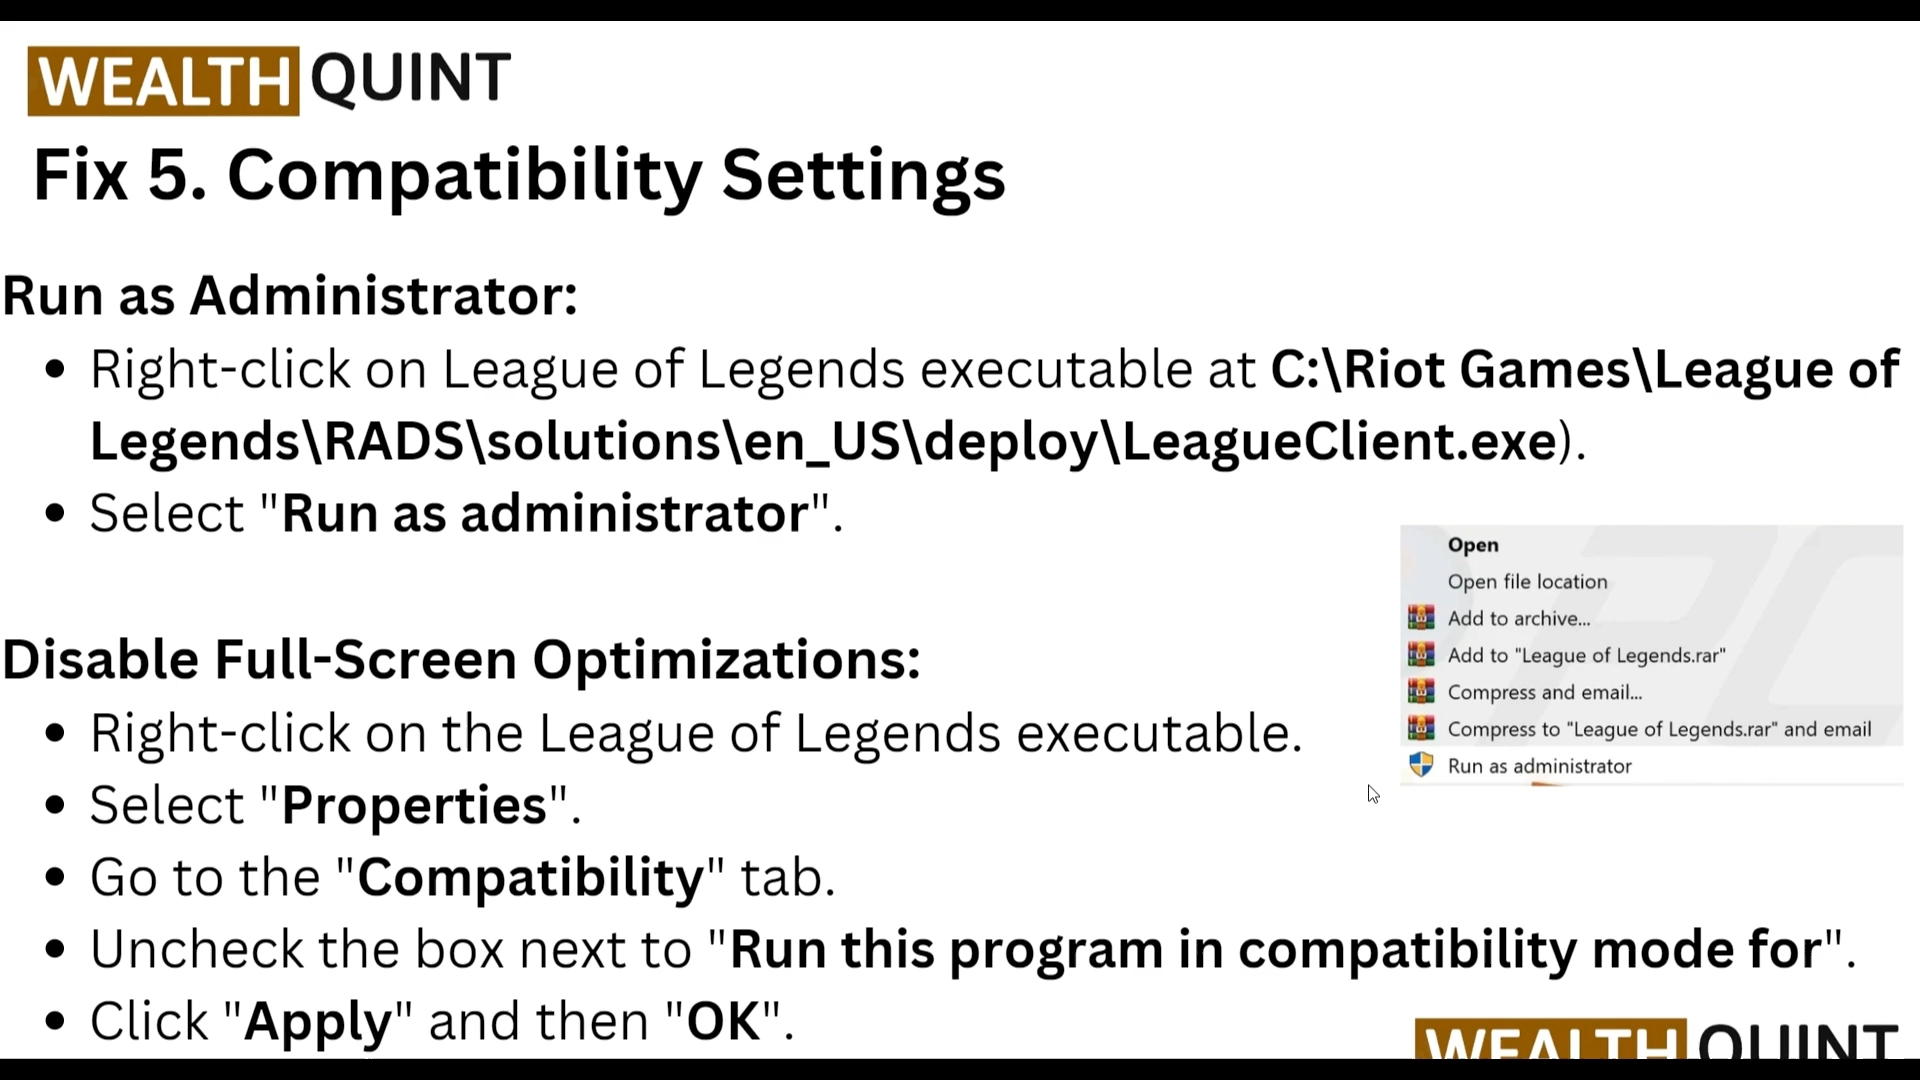 WEALTH QUINT
Fix 5. Compatibility Settings
Run as Administrator:
• Right-click on League of Legends executable at C:\Riot Games\League of
Legends\RADS\solutions\en_US\deploy\LeagueClient.exe).
• Select "Run as administrator".
Open
Open file location
Add to archive...
Add to "League of Legends.rar"
Compress and email...
Compress to "League of Legends.rar" and email
Run as administrator
Disable Full-Screen Optimizations:
• Right-click on the League of Legends executable.
• Select "Properties".
• Go to the "Compatibility" tab.
• Uncheck the box next to "Run this program in compatibility mode for".
• Click "Apply" and then "OK".
WEALTH QUINT